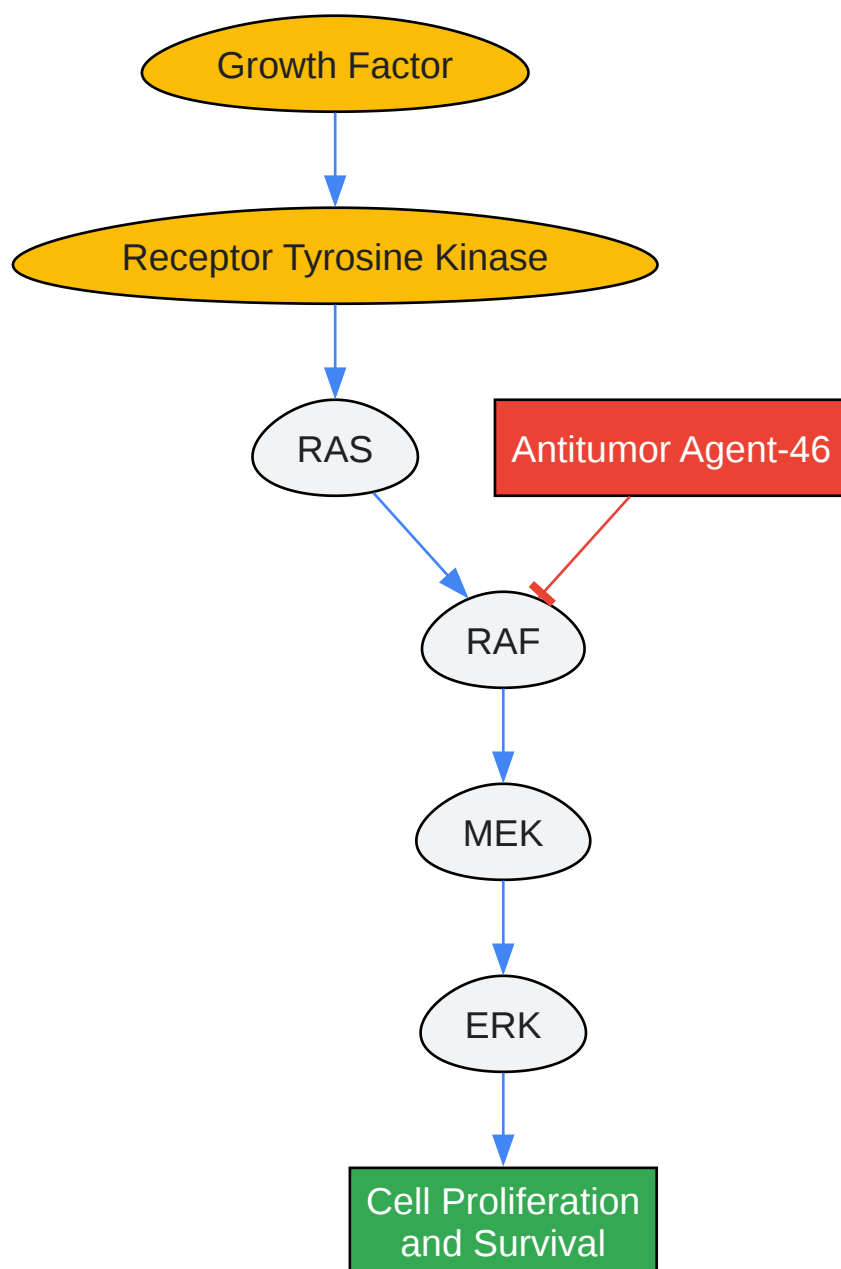 Growth Factor
Receptor Tyrosine Kinase
RAS
Antitumor Agent-46
RAF
MEK
ERK
Cell Proliferation
and Survival